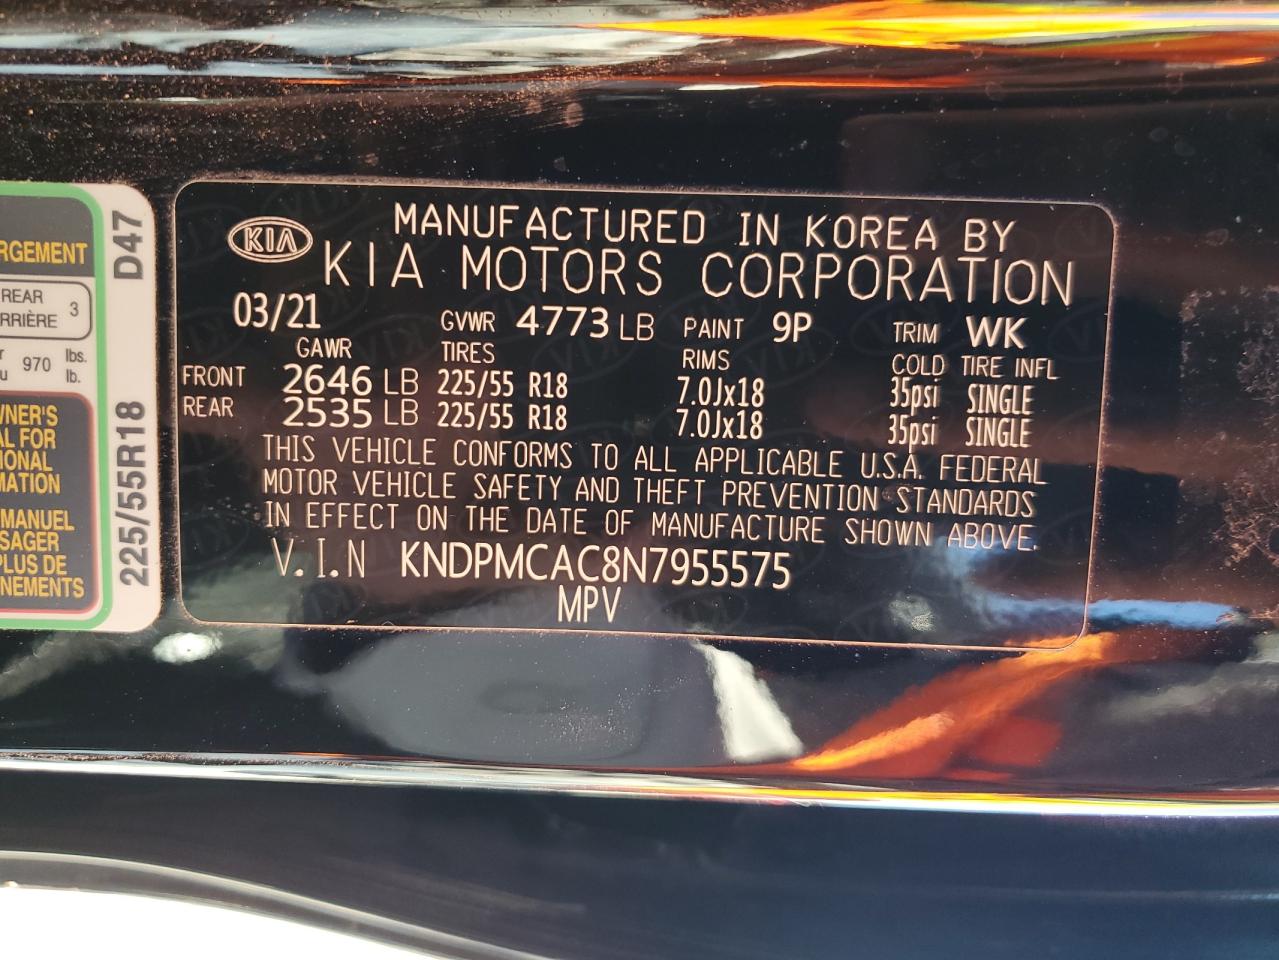 RGEMENT
REAR 3
RRIÈRE
970 lbs.
lb.
WNER'S
AL FOR
IONAL
MATION
MANUEL
SAGER
PLUS DE
NEMENTS
D47
225/55R18
KIA
MANUFACTURED IN KOREA BY
KIA MOTORS CORPORATION
03/21 GVWR 4773 LB PAINT 9P TRIM WK
GAWR TIRES RIMS COLD TIRE INFL
FRONT 2646 LB 225/55 R18 7.0Jx18 35psi SINGLE
REAR 2535 LB 225/55 R18 7.0Jx18 35psi SINGLE
THIS VEHICLE CONFORMS TO ALL APPLICABLE U.S.A. FEDERAL
MOTOR VEHICLE SAFETY AND THEFT PREVENTION STANDARDS
IN EFFECT ON THE DATE OF MANUFACTURE SHOWN ABOVE.
V.I.N KNDPMCAC8N7955575
MPV